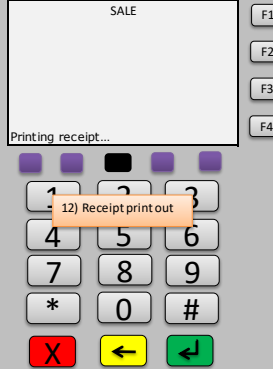 SALE
F1
F2
F3
F4
Printing receipt...
1 2 3
12) Receipt print out
4 5 6
7 8 9
* 0 #
X